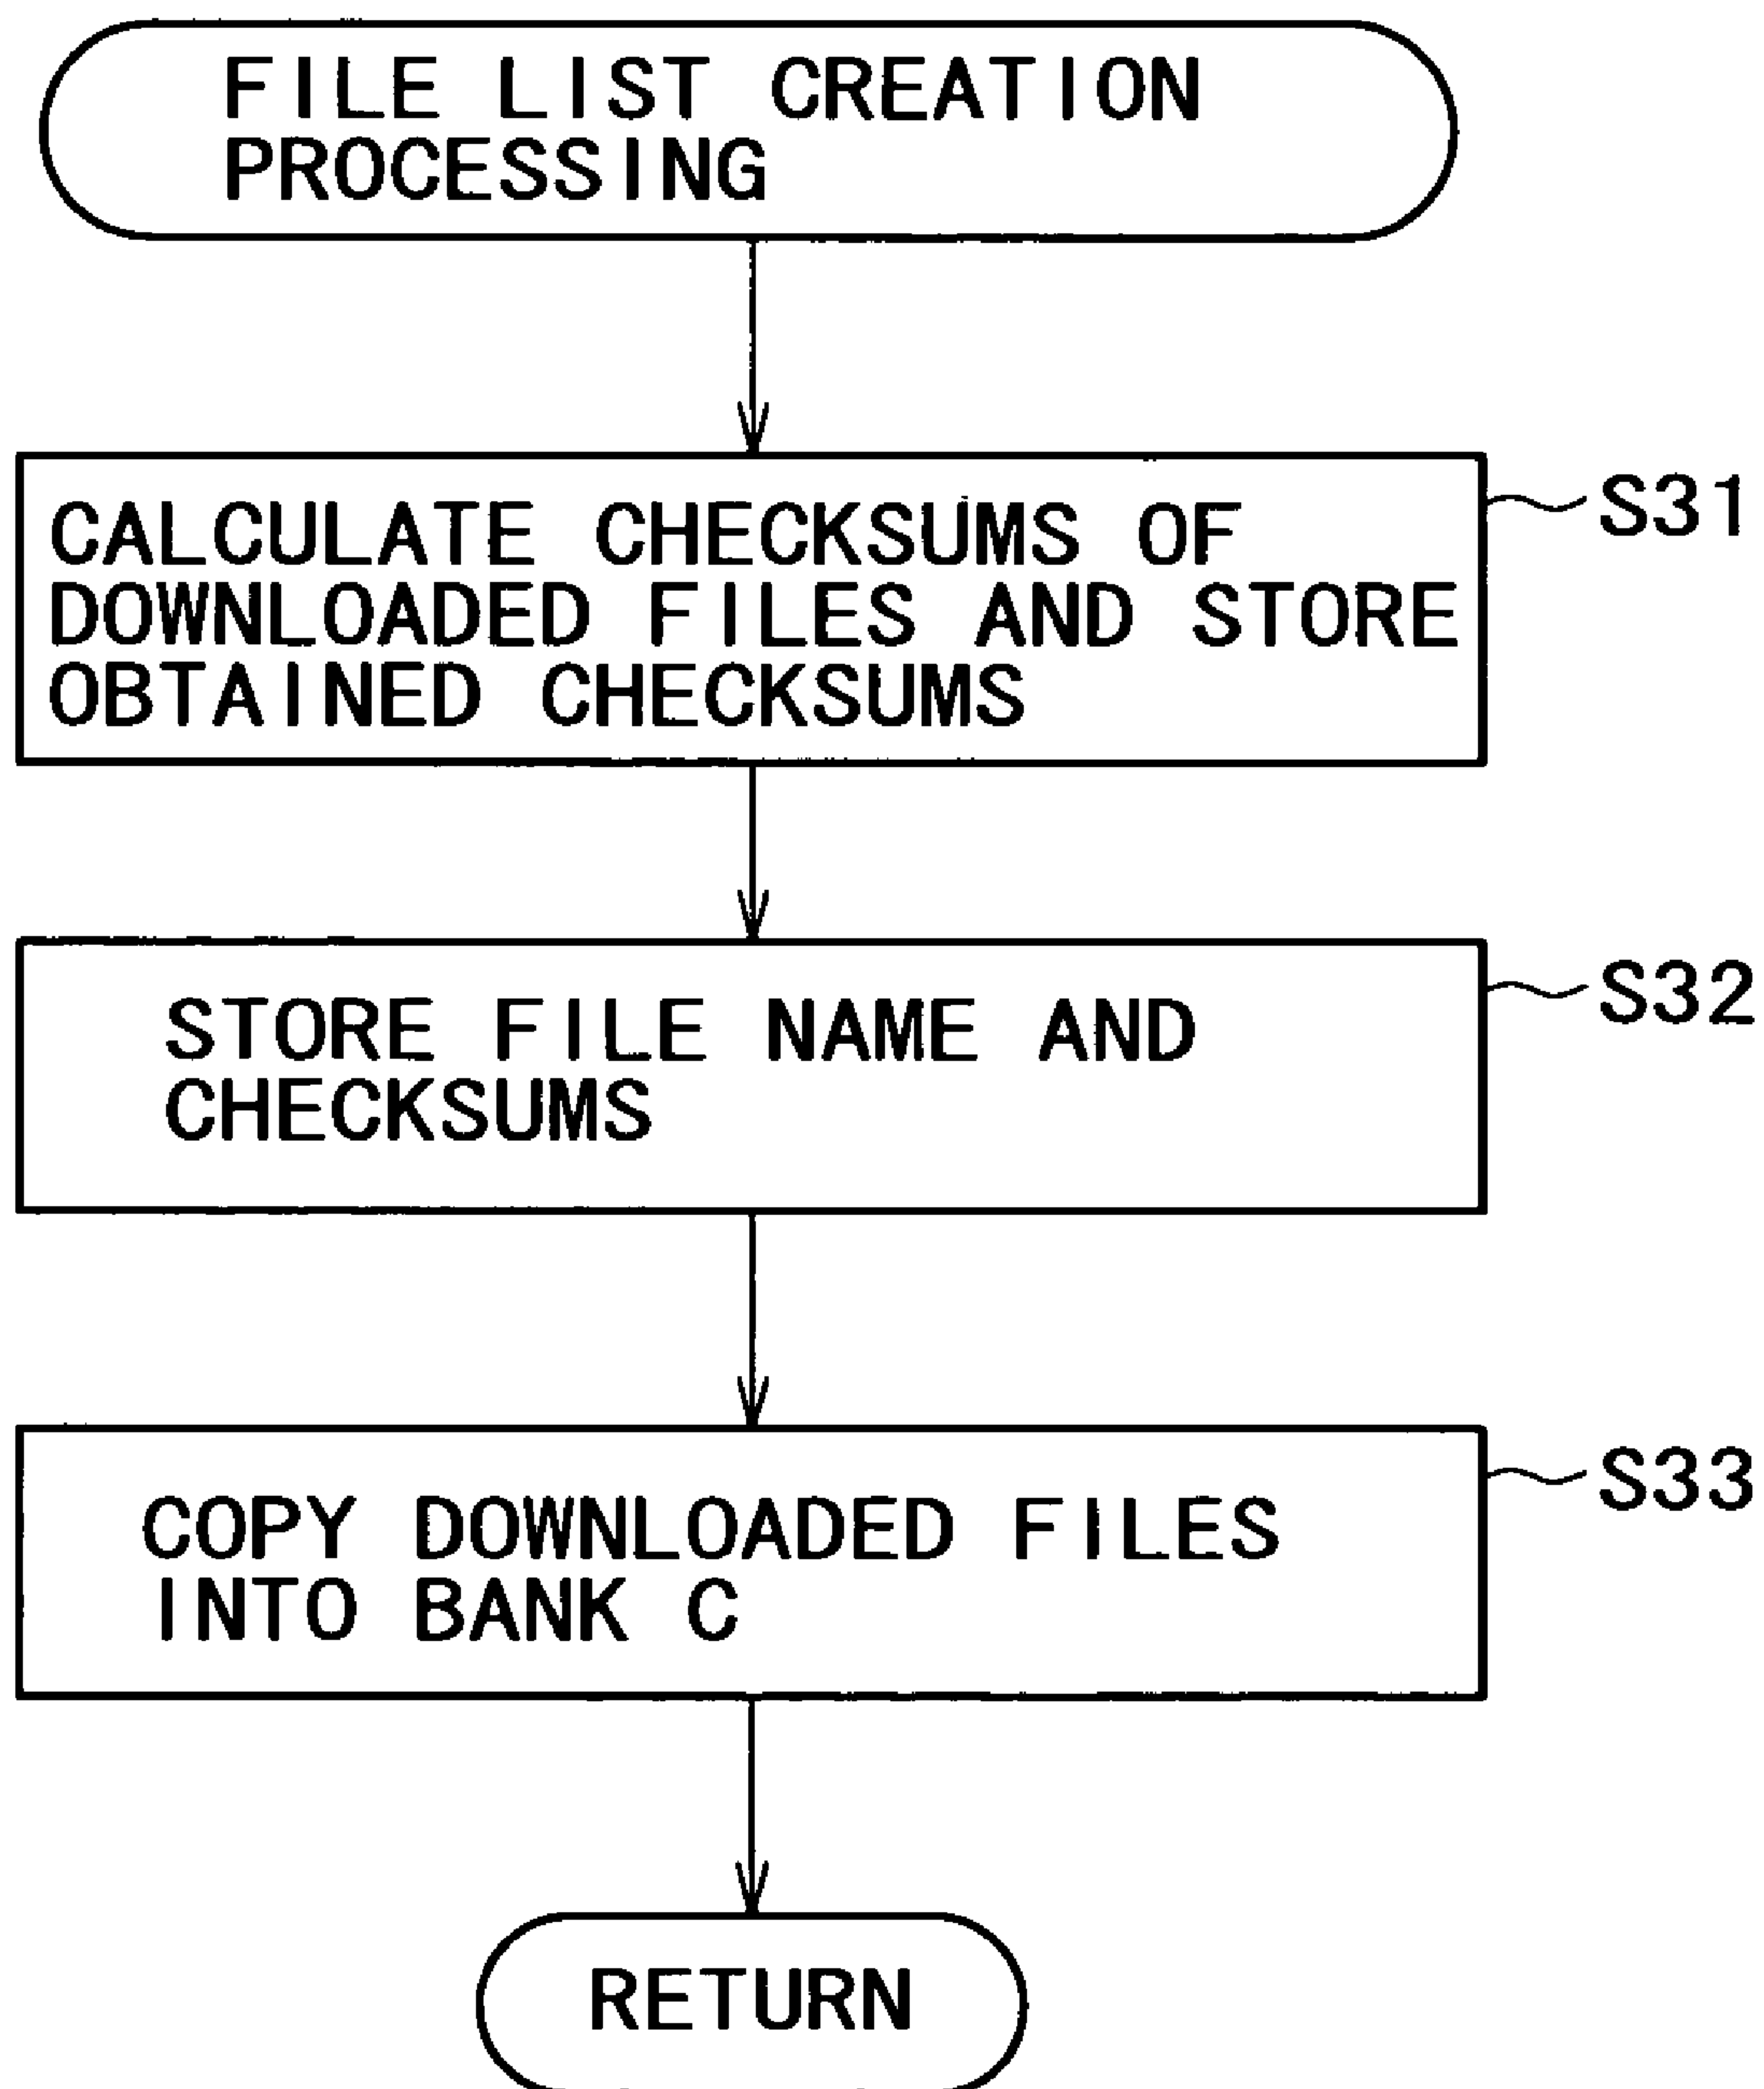 FILE LIST CREATION
PROCESSING
CALCULATE CHECKSUMS OF
DOWNLOADED FILES AND STORE
OBTAINED CHECKSUMS
S31
STORE FILE NAME AND
CHECKSUMS
S32
COPY DOWNLOADED FILES
INTO BANK C
S33
RETURN